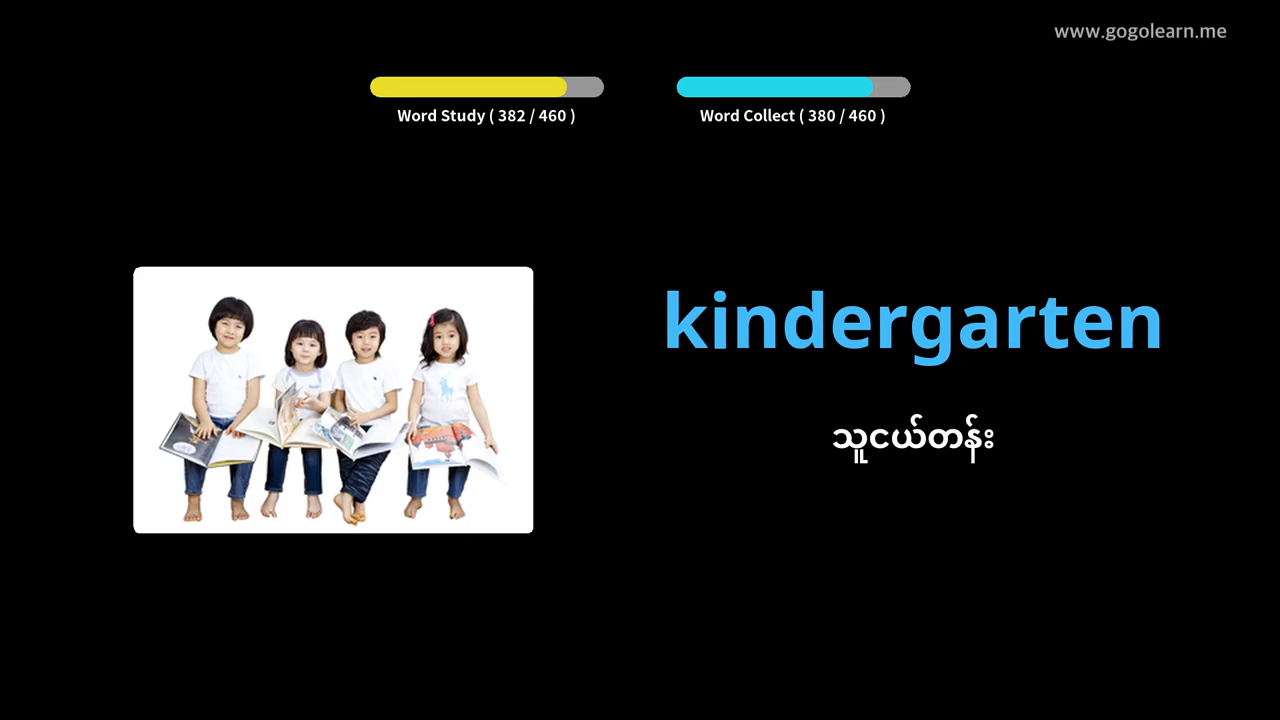 www.gogolearn.me
Word Study ( 382 / 460 )
Word Collect ( 380 / 460 )
kindergarten
သူငယ်တန်း